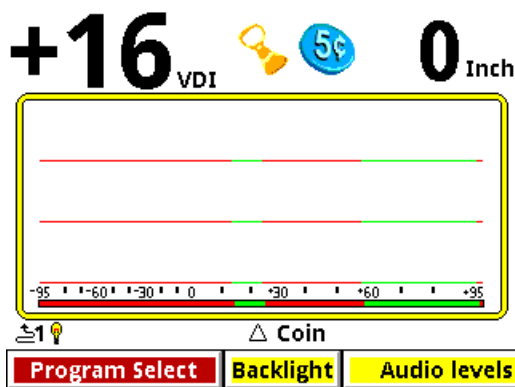 +16 VDI 5¢ 0 Inch
-95 -60 -30 0 +30 +60 +95
1 Coin
Program Select Backlight Audio levels